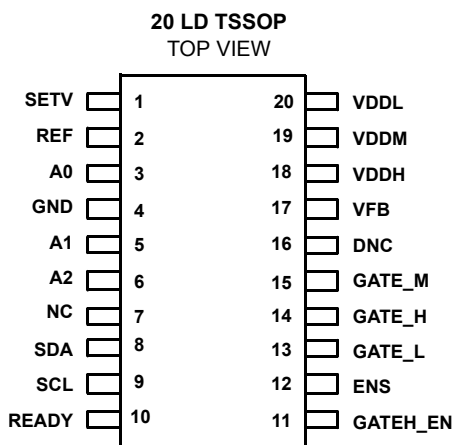 20 LD TSSOP
TOP VIEW
SETV 1 20 VDDL
REF 2 19 VDDM
A0 3 18 VDDH
GND 4 17 VFB
A1 5 16 DNC
A2 6 15 GATE_M
NC 7 14 GATE_H
SDA 8 13 GATE_L
SCL 9 12 ENS
READY 10 11 GATEH_EN